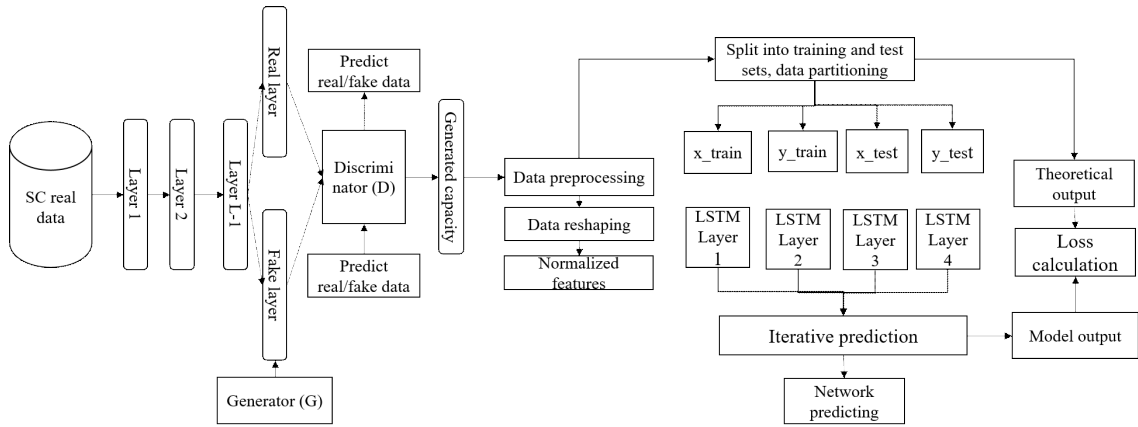 SC real
data
Layer 1
Layer 2
Layer L-1
Real layer
Fake layer
Generator (G)
Predict
real/fake data
Discrimi
nator (D)
Predict
real/fake data
Generated capacity
Data preprocessing
Data reshaping
Normalized
features
Split into training and test
sets, data partitioning
x_train
y_train
x_test
y_test
LSTM
Layer
1
LSTM
Layer
2
LSTM
Layer
3
LSTM
Layer
4
Iterative prediction
Network
predicting
Theoretical
output
Loss
calculation
Model output